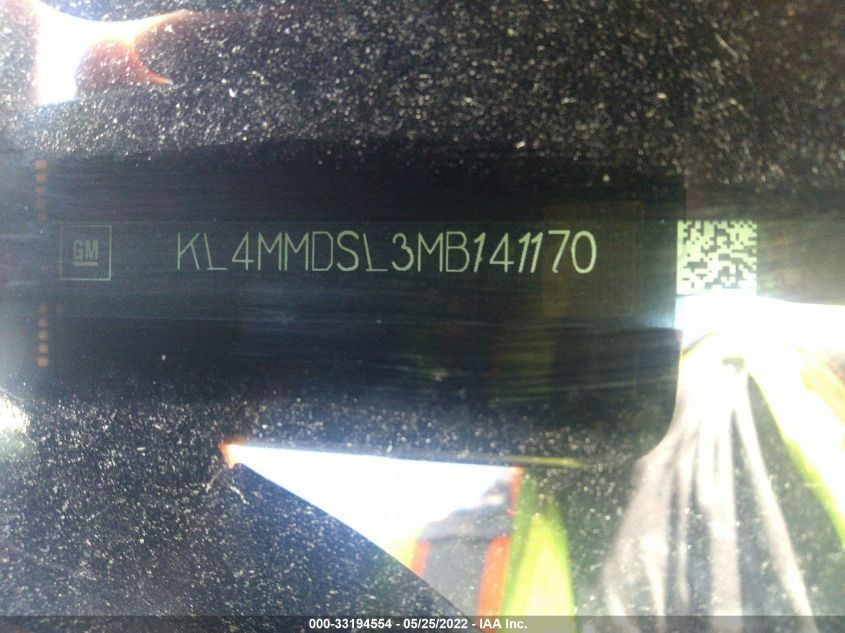 GM KL4MMDSL3MB141170
000-33194554 - 05/25/2022 - IAA Inc.